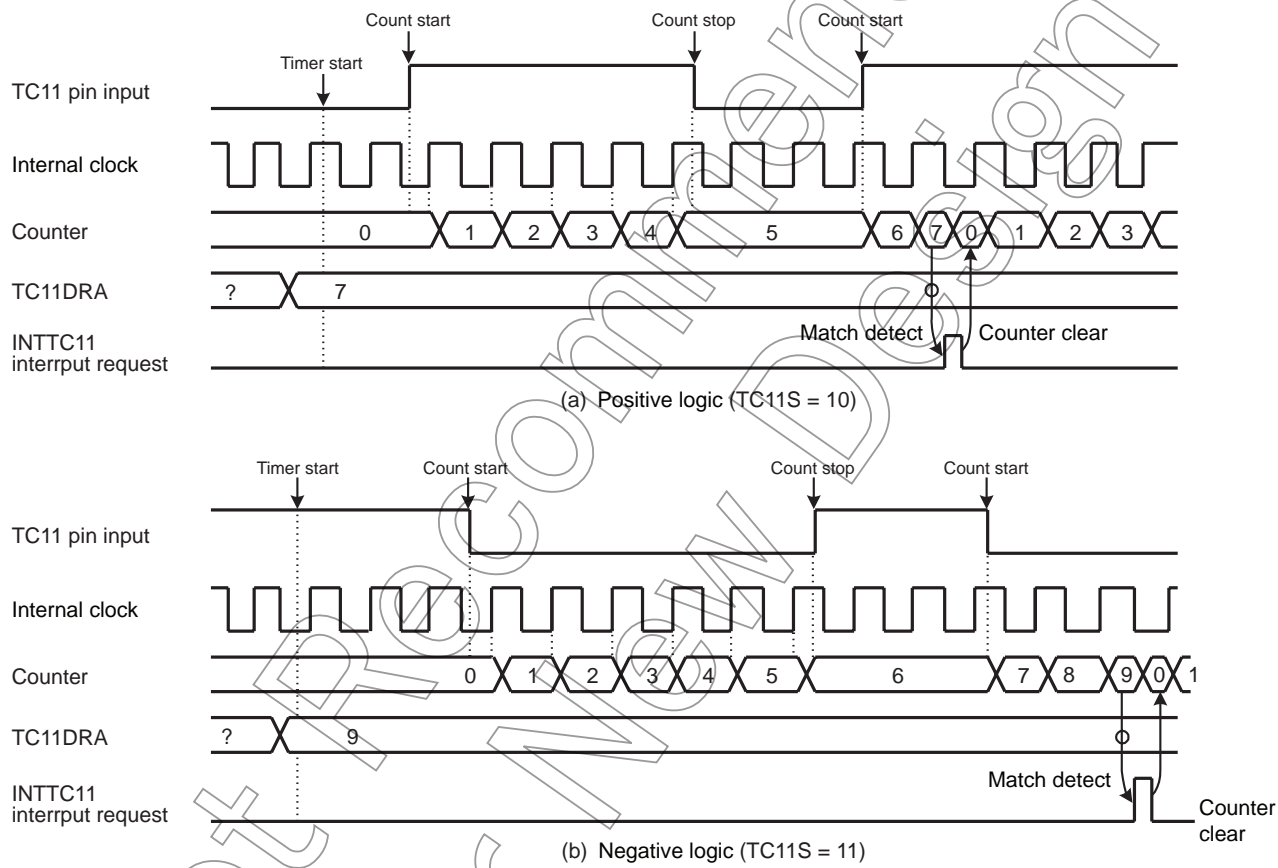 Count start Count stop Count start
Timer start
TC11 pin input
Internal clock
Counter 0 1 2 3 4 5 6 7 0 1 2 3
TC11DRA ? 7
INTTC11
interrput request
Match detect Counter clear
(a) Positive logic (TC11S = 10)
Timer start Count start Count stop Count start
TC11 pin input
Internal clock
Counter 0 1 2 3 4 5 6 7 8 9 0 1
TC11DRA ? 9
INTTC11
interrput request
Match detect
Counter
clear
(b) Negative logic (TC11S = 11)